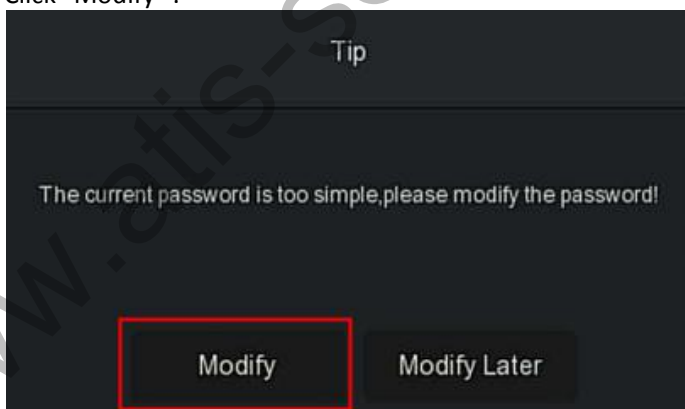 Click "Modify".
Tip
The current password is too simple,please modify the password!
Modify
Modify Later